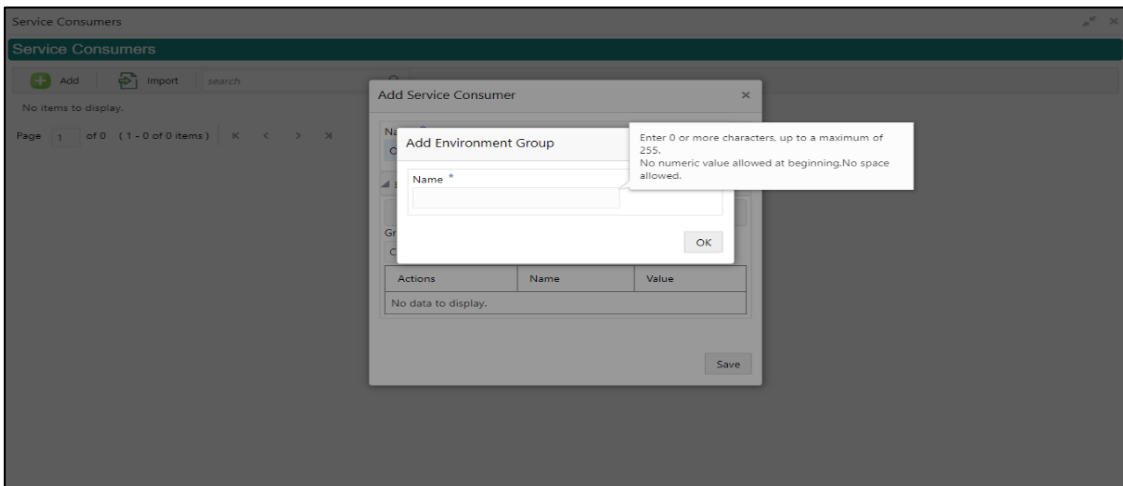 Service Consumers
Service Consumers
Add Import search
No items to display.
Page 1 of 0 (1 - 0 of 0 items)
Add Service Consumer
Add Environment Group
Name *
Enter 0 or more characters, up to a maximum of
255.
No numeric value allowed at beginning.No space
allowed.
OK
Actions Name Value
No data to display.
Save